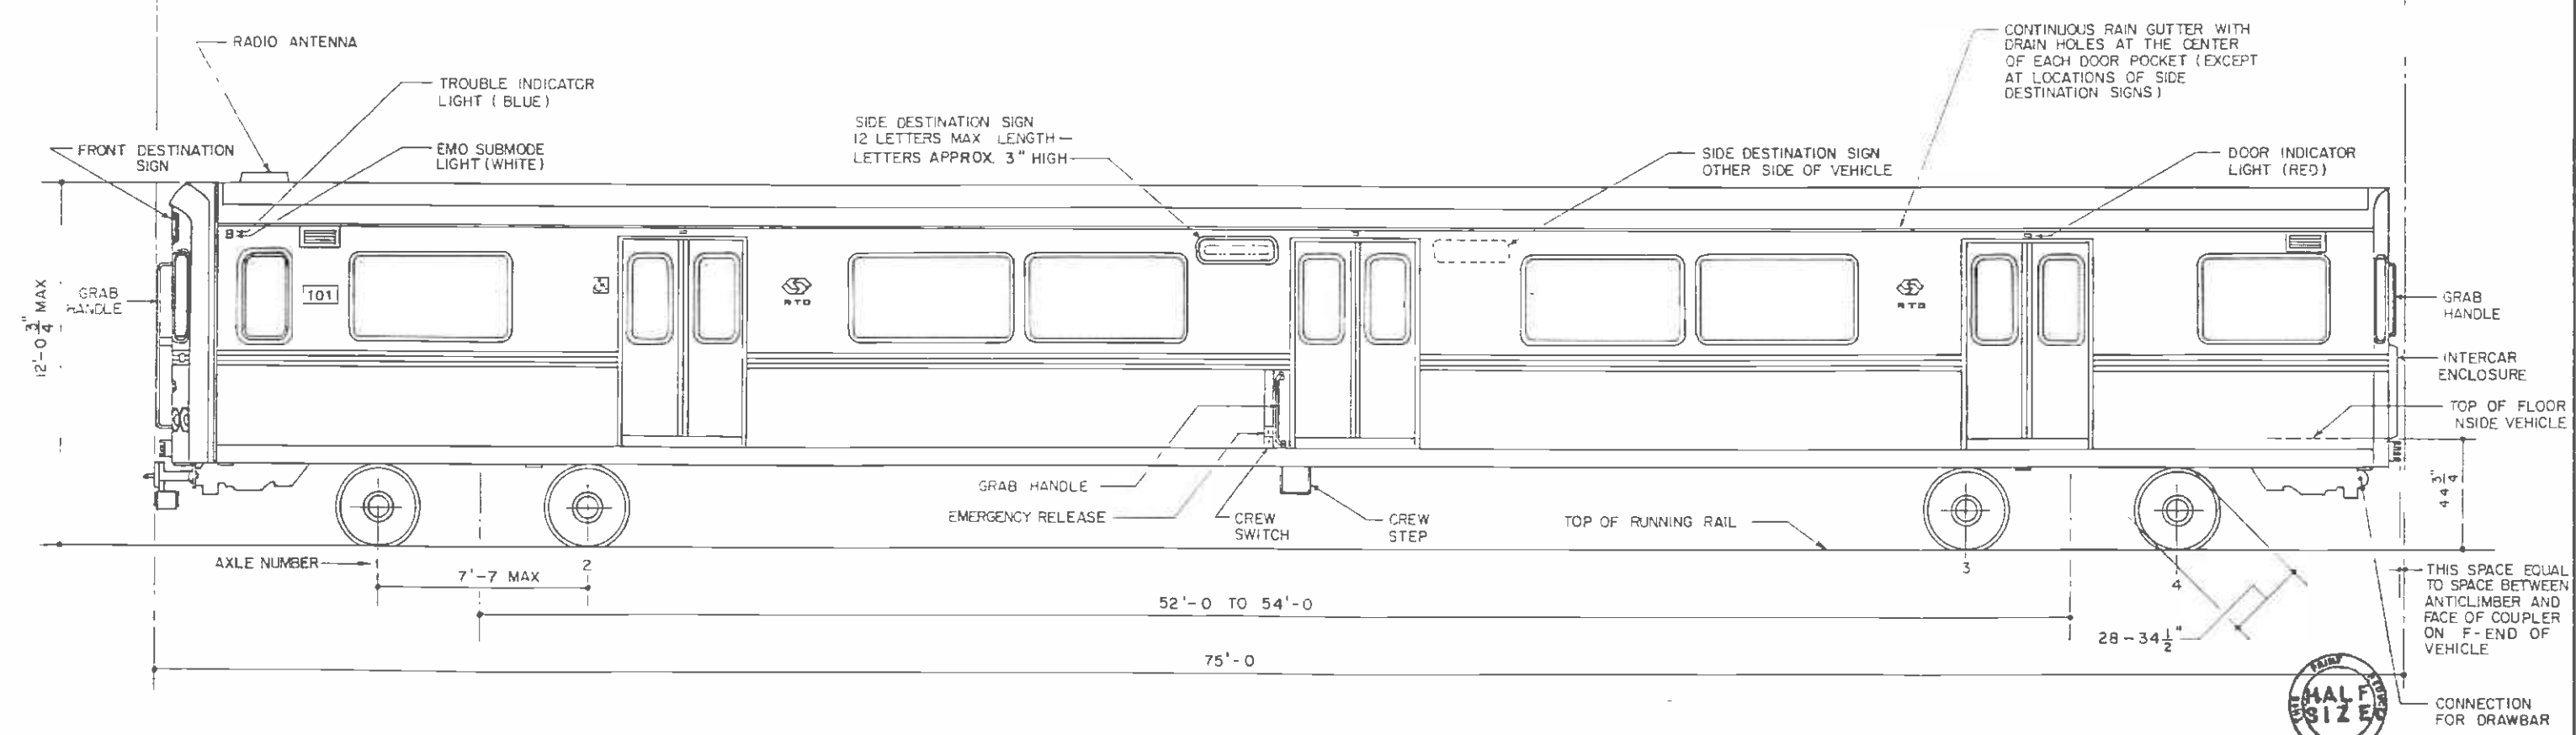 RADIO ANTENNA
TROUBLE INDICATOR
LIGHT (BLUE)
FRONT DESTINATION
SIGN
EMO SUBMODE
LIGHT (WHITE)
SIDE DESTINATION SIGN
12 LETTERS MAX LENGTH
LETTERS APPROX. 3" HIGH
SIDE DESTINATION SIGN
OTHER SIDE OF VEHICLE
CONTINUOUS RAIN GUTTER WITH
DRAIN HOLES AT THE CENTER
OF EACH DOOR POCKET (EXCEPT
AT LOCATIONS OF SIDE
DESTINATION SIGNS)
DOOR INDICATOR
LIGHT (RED)
12'-0 3/4" MAX
GRAB
HANDLE
101
RTD
RTD
GRAB
HANDLE
INTERCAR
ENCLOSURE
TOP OF FLOOR
NSIDE VEHICLE
44 3/4"
GRAB HANDLE
EMERGENCY RELEASE
CREW
SWITCH
CREW
STEP
TOP OF RUNNING RAIL
AXLE NUMBER
1
2
3
4
7'-7 MAX
52'-0 TO 54'-0
28-34 1/2"
75'-0
THIS SPACE EQUAL
TO SPACE BETWEEN
ANTICLIMBER AND
FACE OF COUPLER
ON F-END OF
VEHICLE
CONNECTION
FOR DRAWBAR
HALF
SIZE